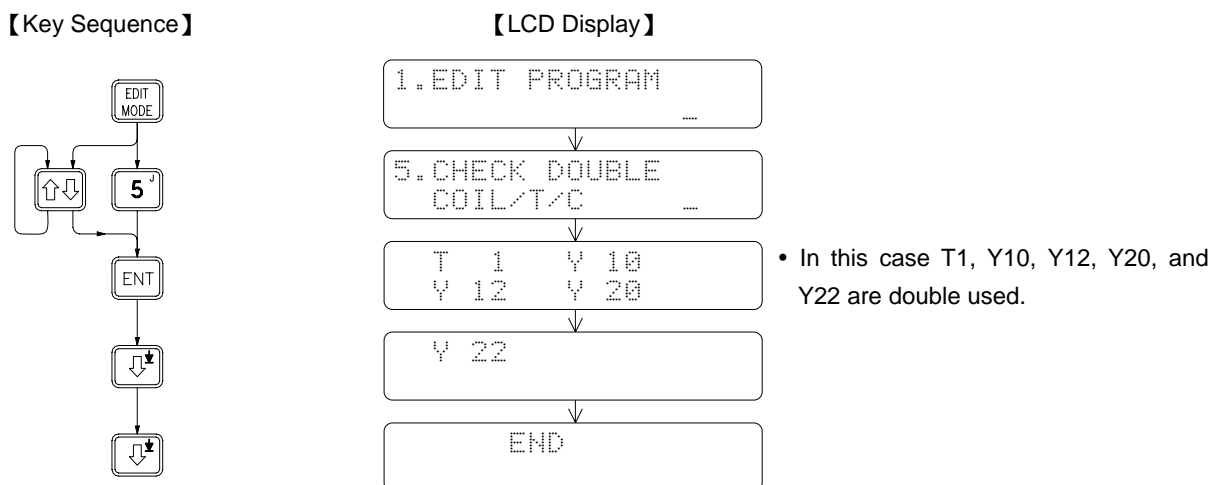 【Key Sequence】
【LCD Display】
EDIT
MODE
5 J
ENT
1.EDIT PROGRAM
_
5.CHECK DOUBLE
COIL/T/C _
T 1 Y 10
Y 12 Y 20
Y 22
END
• In this case T1, Y10, Y12, Y20, and
Y22 are double used.